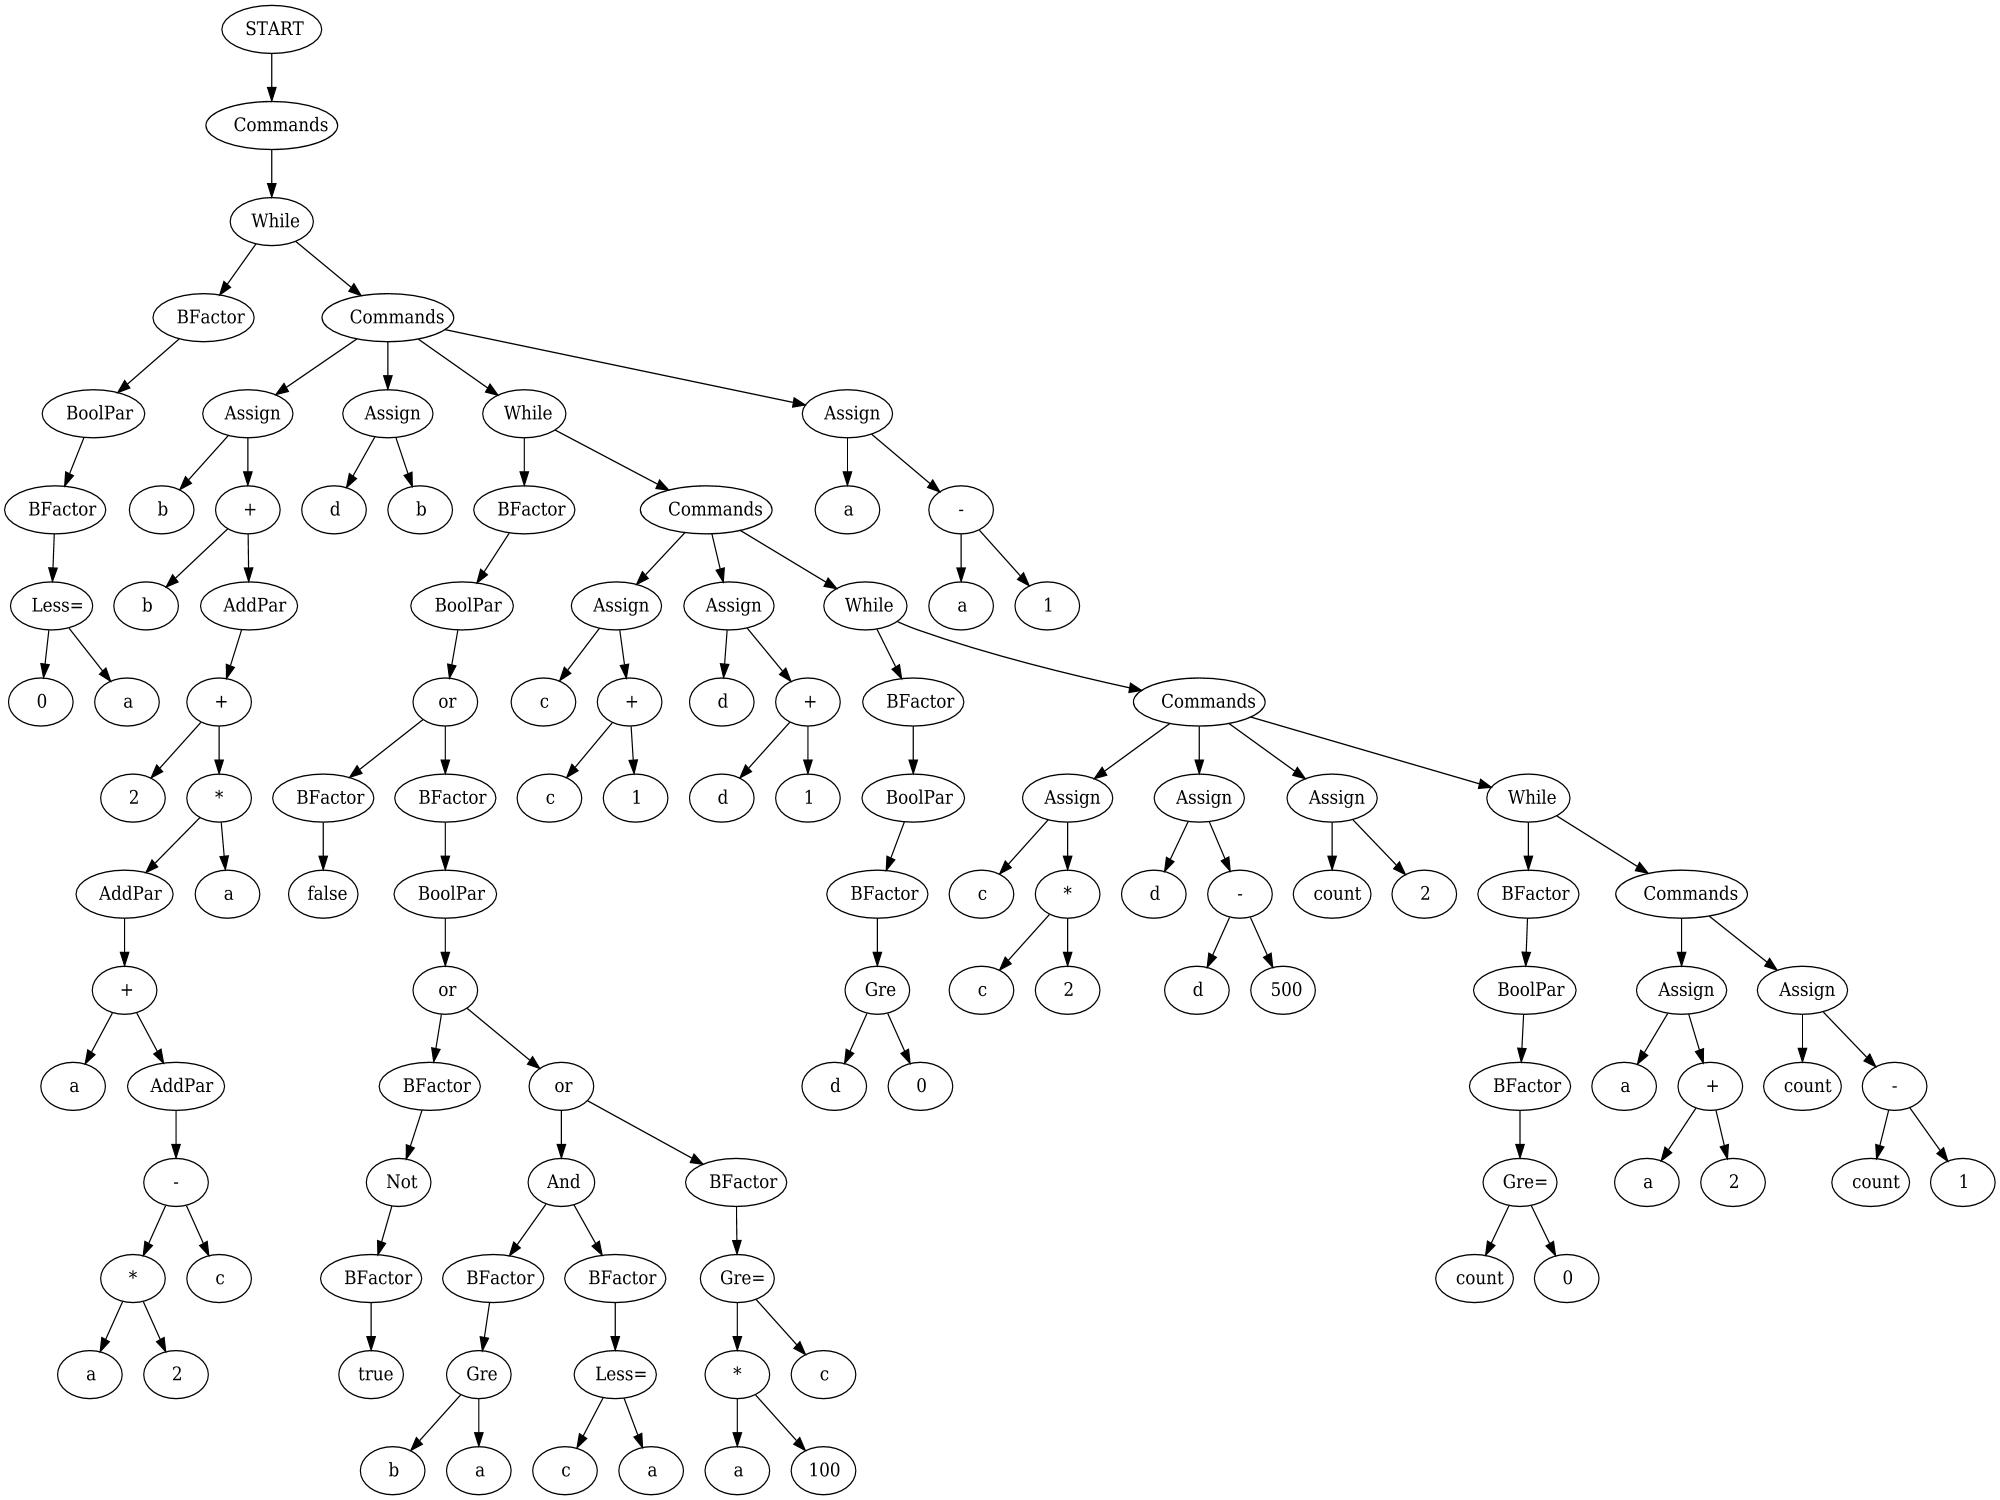 START
Commands
While
BFactor Commands
BoolPar Assign Assign While Assign
BFactor b + d b BFactor Commands a -
Less= b AddPar BoolPar Assign Assign While a 1
0 a + or c + d + BFactor Commands
2 * BFactor BFactor c 1 d 1 BoolPar Assign Assign Assign While
AddPar a false BoolPar BFactor c * d - count 2 BFactor Commands
+ or Gre c 2 d 500 BoolPar Assign Assign
a AddPar BFactor or d 0 BFactor a + count -
- Not And BFactor Gre= a 2 count 1
* c BFactor BFactor BFactor Gre= count 0
a 2 true Gre Less= * c
b a c a a 100